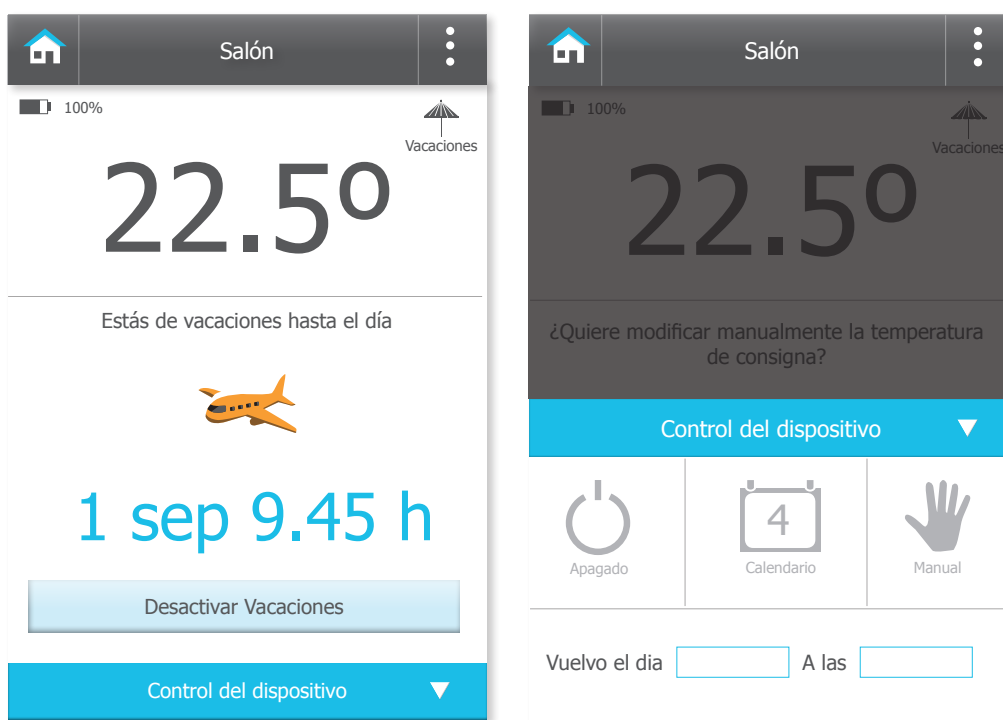 Salón
100%
Vacaciones
22.5º
Estás de vacaciones hasta el día
1 sep 9.45 h
Desactivar Vacaciones
Control del dispositivo
Salón
100%
Vacaciones
22.5º
¿Quiere modificar manualmente la temperatura
de consigna?
Control del dispositivo
4
Apagado
Calendario
Manual
Vuelvo el dia
A las